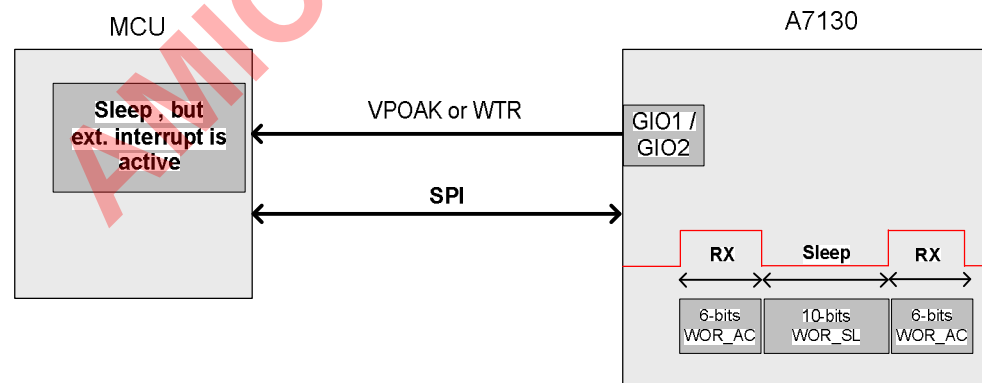 MCU
A7130
Sleep , but
ext. interrupt is
active
VPOAK or WTR
GIO1 /
GIO2
SPI
RX
Sleep
RX
6-bits
WOR_AC
10-bits
WOR_SL
6-bits
WOR_AC
AMIC